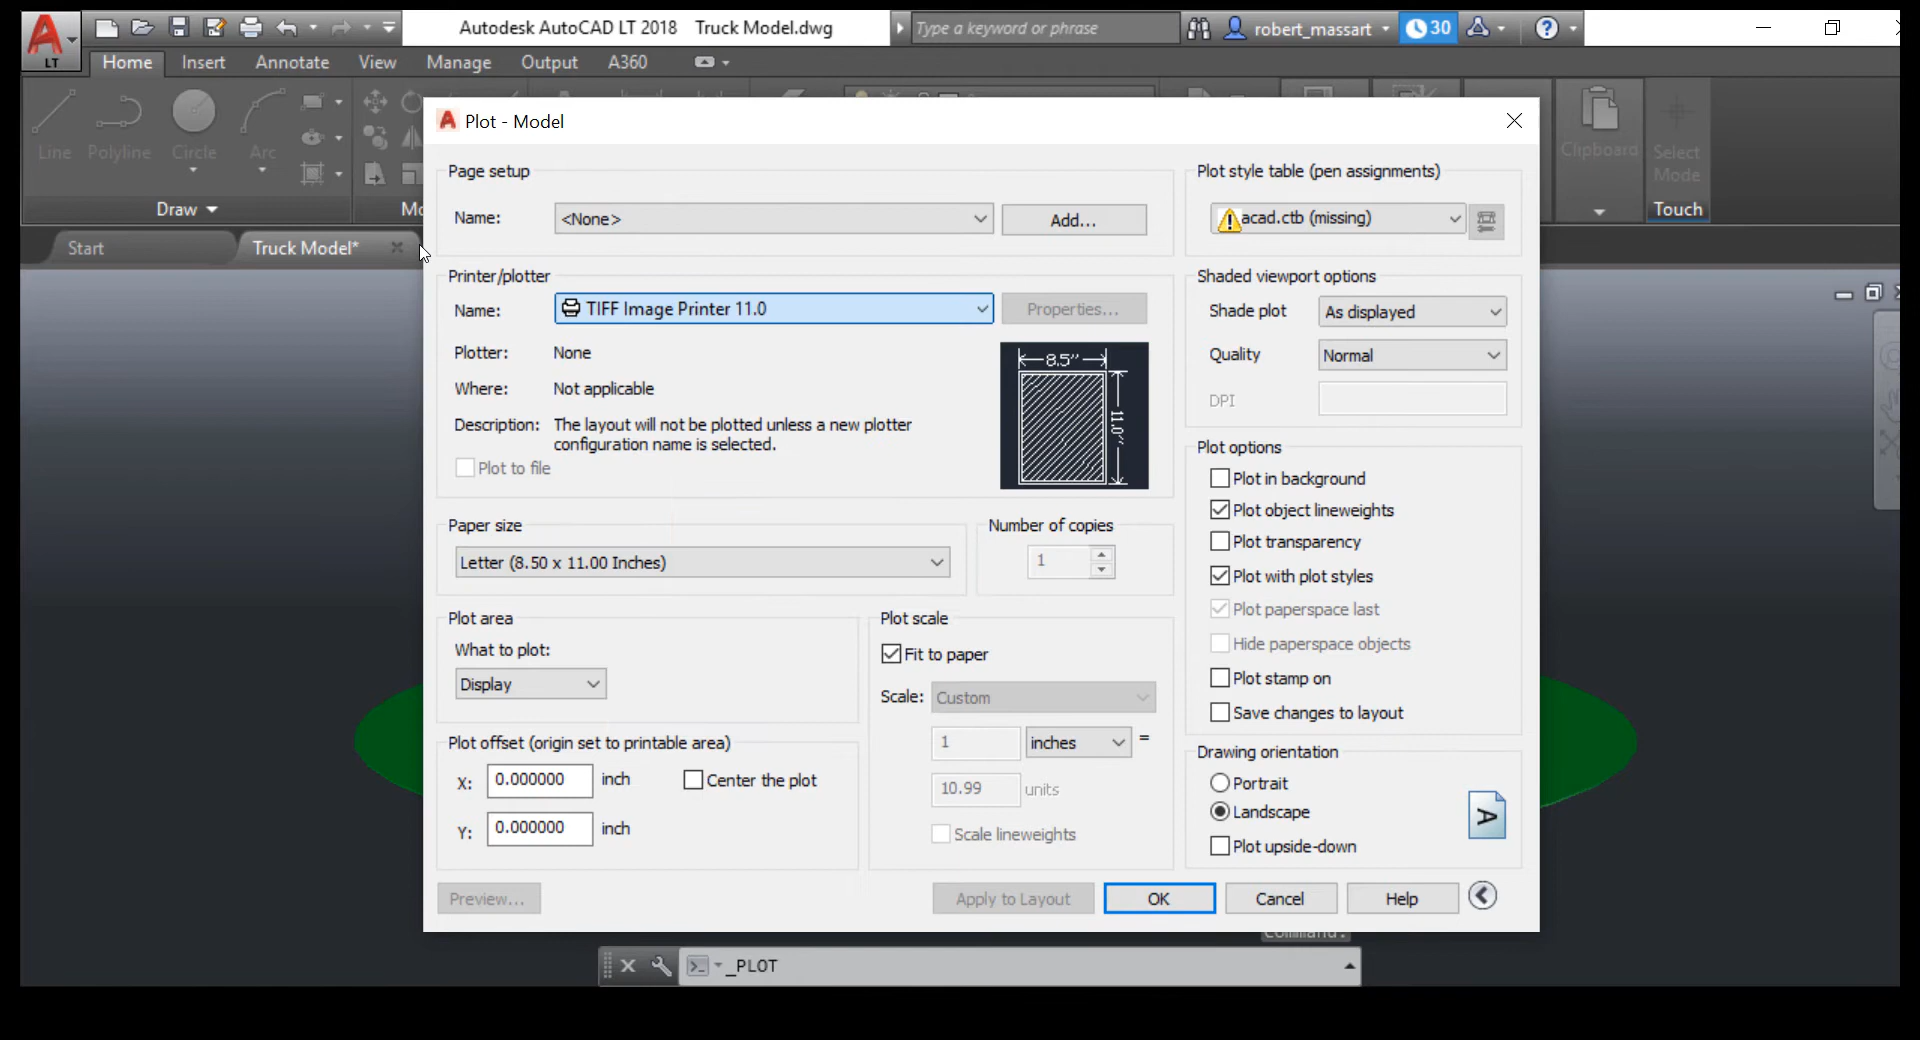 Autodesk AutoCAD LT 2018 Truck Model.dwg
Type a keyword or phrase
robert_massart
30
LT
Home Insert Annotate View Manage Output A360
Line Polyline Circle Arc
Draw
Clipboard
Select
Mode
Touch
Start Truck Model*
Plot - Model
Page setup
Name: <None> Add...
Plot style table (pen assignments)
acad.ctb (missing)
Printer/plotter
Name: TIFF Image Printer 11.0 Properties...
Plotter: None
Where: Not applicable
Description: The layout will not be plotted unless a new plotter
configuration name is selected.
Plot to file
8.5"
11.0"
Shaded viewport options
Shade plot As displayed
Quality Normal
DPI
Paper size
Letter (8.50 x 11.00 Inches)
Number of copies
1
Plot options
Plot in background
Plot object lineweights
Plot transparency
Plot with plot styles
Plot paperspace last
Hide paperspace objects
Plot stamp on
Save changes to layout
Plot area
What to plot:
Display
Plot scale
Fit to paper
Scale: Custom
1 inches =
10.99 units
Scale lineweights
Plot offset (origin set to printable area)
X: 0.000000 inch Center the plot
Y: 0.000000 inch
Drawing orientation
Portrait
Landscape
Plot upside-down
A
Preview... Apply to Layout OK Cancel Help
Command:
_PLOT